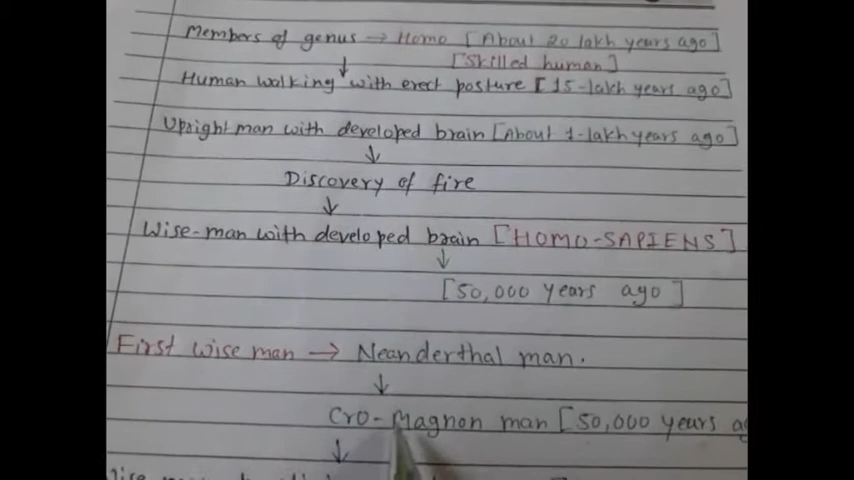 Members of genus → Homo [About 20 lakh years ago]
[Skilled human]
↓
Human walking with erect posture [15-lakh years ago]
Upright man with developed brain [About 1-lakh years ago]
↓
Discovery of fire
↓
Wise-man with developed brain [HOMO-SAPIENS]
↓
[50,000 years ago]
First wise man → Neanderthal man.
↓
Cro-Magnon man [50,000 years ag
↓